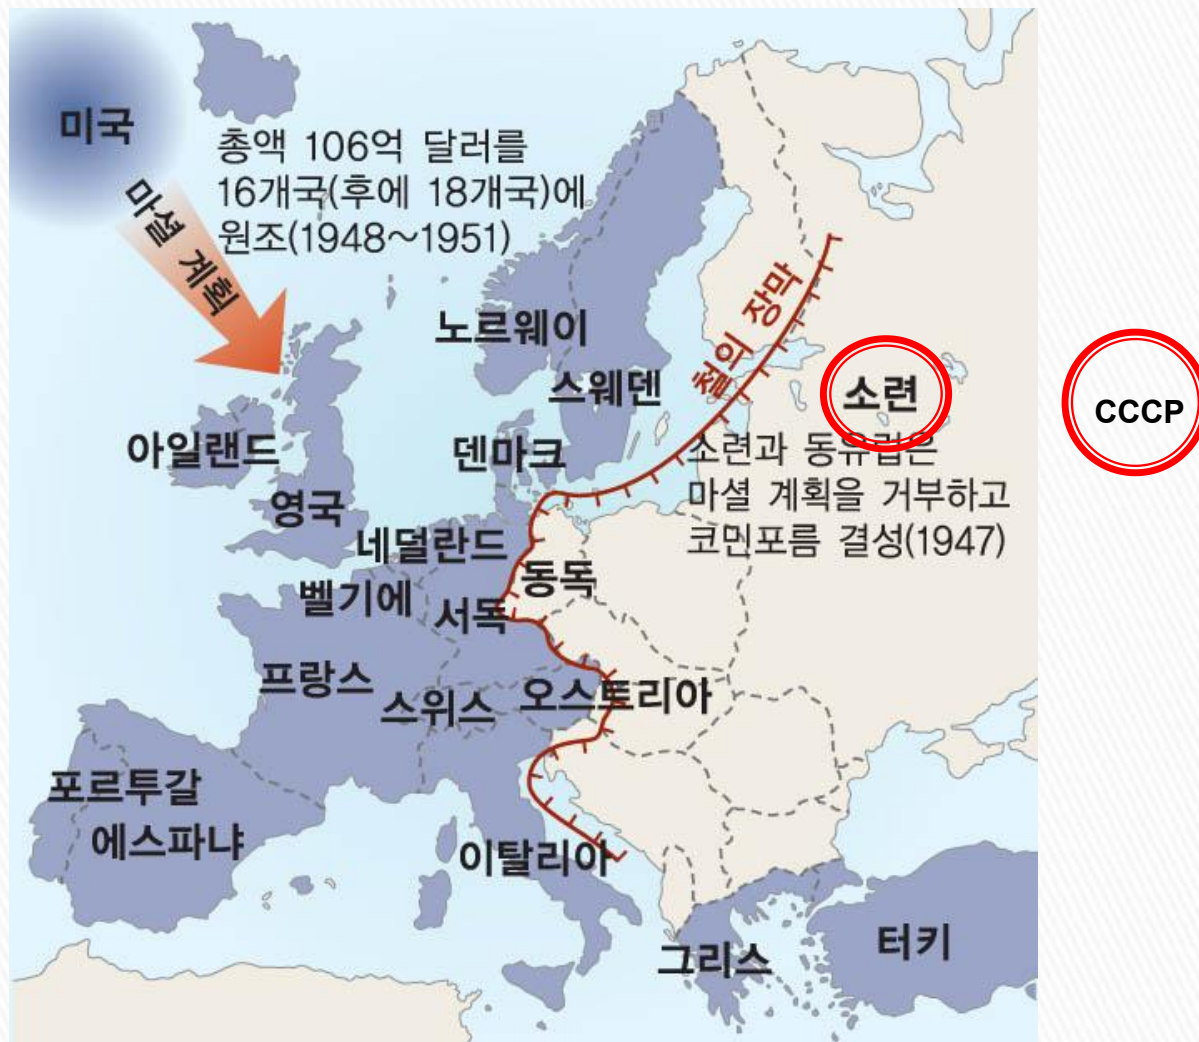 미국
총액 106억 달러를
16개국(후에 18개국)에
원조(1948~1951)
마셜 계획
노르웨이
스웨덴
철의 장막
소련
CCCP
소련과 동유럽은
마셜 계획을 거부하고
코민포름 결성(1947)
아일랜드
덴마크
영국
네덜란드
벨기에
동독
서독
프랑스
스위스
오스트리아
포르투갈
에스파냐
이탈리아
그리스
터키